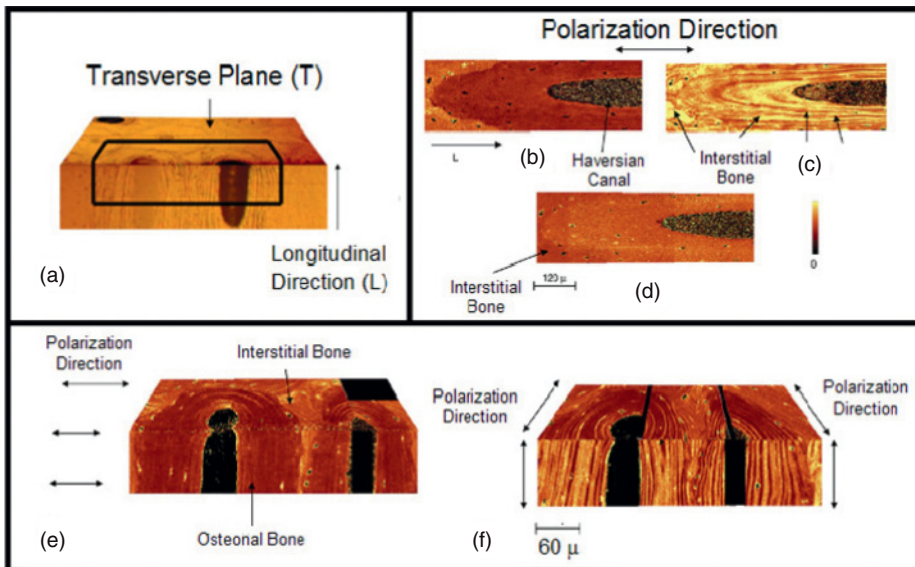 Transverse Plane (T)
Longitudinal
Direction (L)
(a)
Polarization Direction
L
(b)
Haversian
Canal
Interstitial
Bone
(c)
0
Interstitial
Bone
120 μ
(d)
Polarization
Direction
Interstitial Bone
Osteonal Bone
(e)
Polarization
Direction
Polarization
Direction
60 μ
(f)